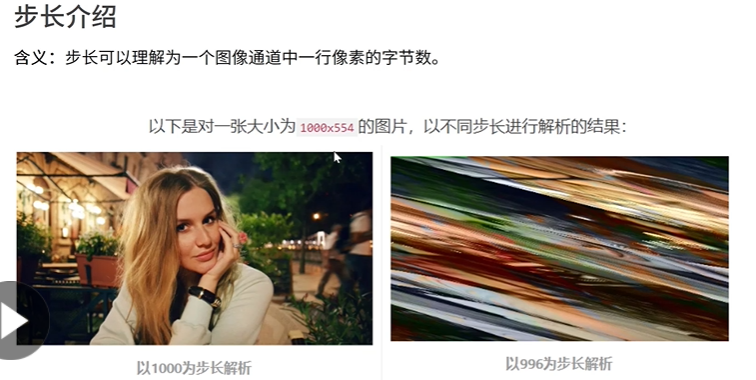 步长介绍
含义：步长可以理解为一个图像通道中一行像素的字节数。
以下是对一张大小为 1000x554 的图片，以不同步长进行解析的结果：
以1000为步长解析
以996为步长解析